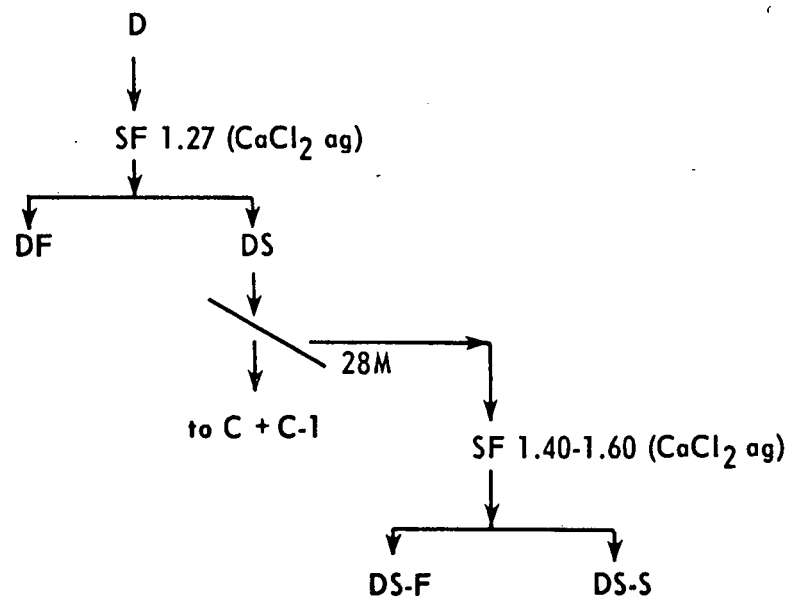 D
SF 1.27 (CaCl₂ ag)
DF DS
28M
to C + C-1
SF 1.40-1.60 (CaCl₂ ag)
DS-F DS-S